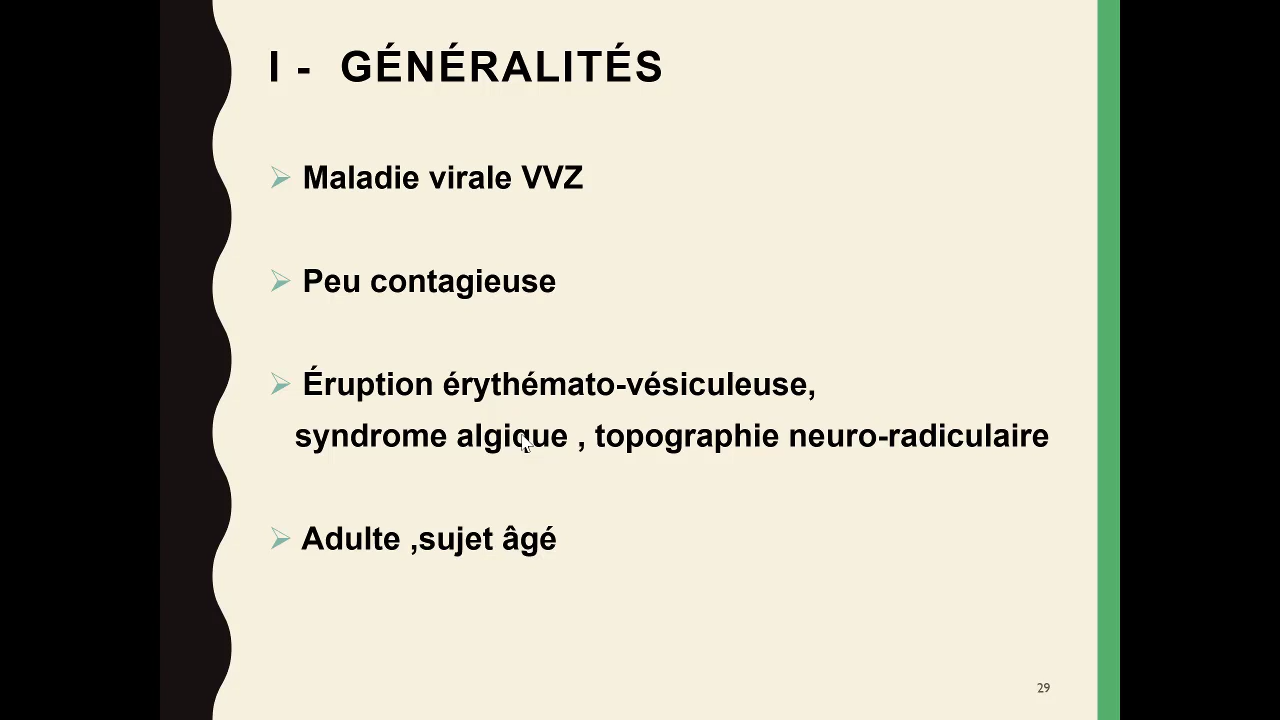 I - GÉNÉRALITÉS
➢ Maladie virale VVZ
➢ Peu contagieuse
➢ Éruption érythémato-vésiculeuse,
syndrome algique , topographie neuro-radiculaire
➢ Adulte ,sujet âgé
29